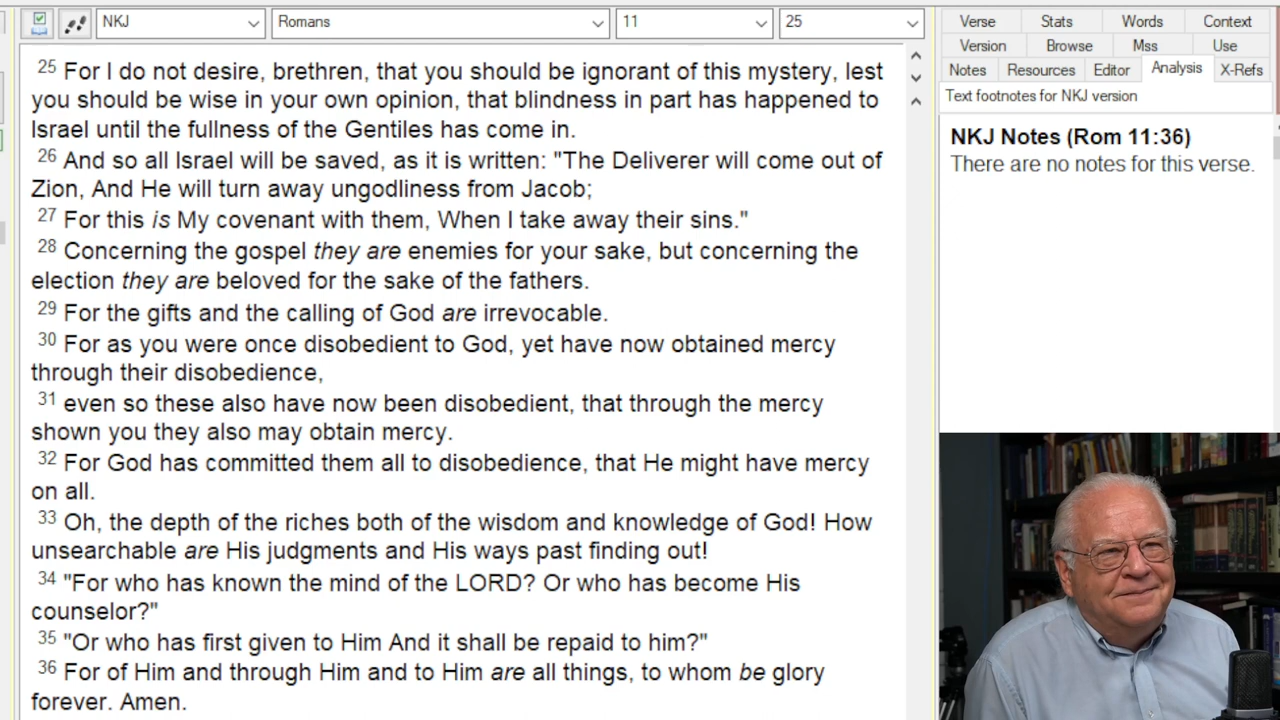 NKJ Romans 11 25
25 For I do not desire, brethren, that you should be ignorant of this mystery, lest
you should be wise in your own opinion, that blindness in part has happened to
Israel until the fullness of the Gentiles has come in.
26 And so all Israel will be saved, as it is written: "The Deliverer will come out of
Zion, And He will turn away ungodliness from Jacob;
27 For this is My covenant with them, When I take away their sins."
28 Concerning the gospel they are enemies for your sake, but concerning the
election they are beloved for the sake of the fathers.
29 For the gifts and the calling of God are irrevocable.
30 For as you were once disobedient to God, yet have now obtained mercy
through their disobedience,
31 even so these also have now been disobedient, that through the mercy
shown you they also may obtain mercy.
32 For God has committed them all to disobedience, that He might have mercy
on all.
33 Oh, the depth of the riches both of the wisdom and knowledge of God! How
unsearchable are His judgments and His ways past finding out!
34 "For who has known the mind of the LORD? Or who has become His
counselor?"
35 "Or who has first given to Him And it shall be repaid to him?"
36 For of Him and through Him and to Him are all things, to whom be glory
forever. Amen.
Verse Stats Words Context
Version Browse Mss Use
Notes Resources Editor Analysis X-Refs
Text footnotes for NKJ version
NKJ Notes (Rom 11:36)
There are no notes for this verse.